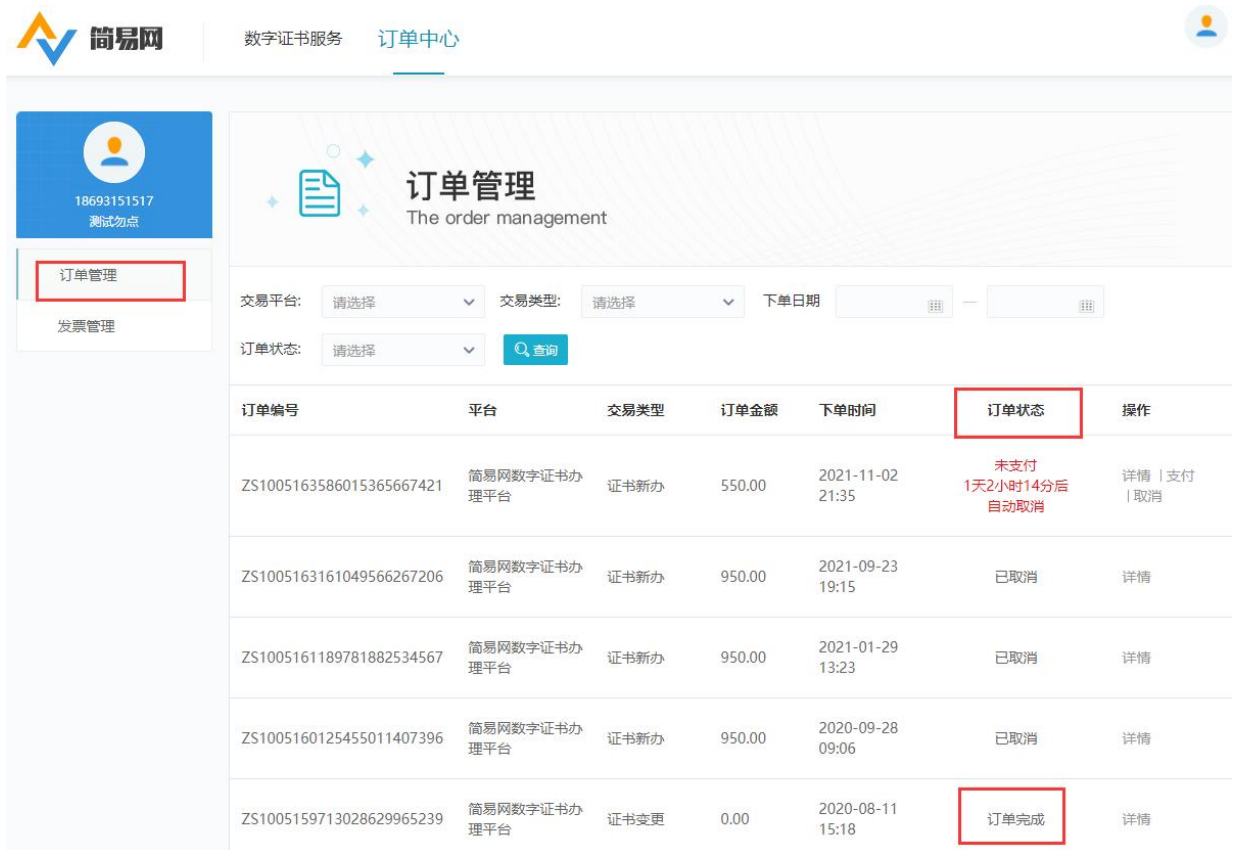 简易网
数字证书服务
订单中心
18693151517
测试勿点
订单管理
发票管理
订单管理
The order management
交易平台: 请选择 交易类型: 请选择 下单日期 —
订单状态: 请选择 查询
订单编号 平台 交易类型 订单金额 下单时间 订单状态 操作
ZS1005163586015365667421 简易网数字证书办 证书新办 550.00 2021-11-02 未支付 详情 | 支付
理平台 21:35 1天2小时14分后 | 取消
自动取消
ZS1005163161049566267206 简易网数字证书办 证书新办 950.00 2021-09-23 已取消 详情
理平台 19:15
ZS1005161189781882534567 简易网数字证书办 证书新办 950.00 2021-01-29 已取消 详情
理平台 13:23
ZS1005160125455011407396 简易网数字证书办 证书新办 950.00 2020-09-28 已取消 详情
理平台 09:06
ZS1005159713028629965239 简易网数字证书办 证书变更 0.00 2020-08-11 订单完成 详情
理平台 15:18